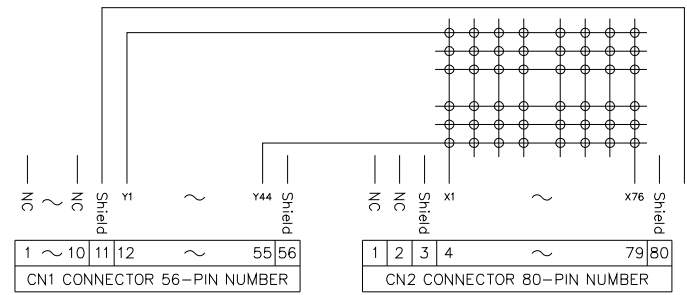 NC ~ NC Shield Y1 ~ Y44 Shield NC NC Shield X1 ~ X76 Shield
1 ~ 10 11 12 ~ 55 56 1 2 3 4 ~ 79 80
CN1 CONNECTOR 56-PIN NUMBER CN2 CONNECTOR 80-PIN NUMBER